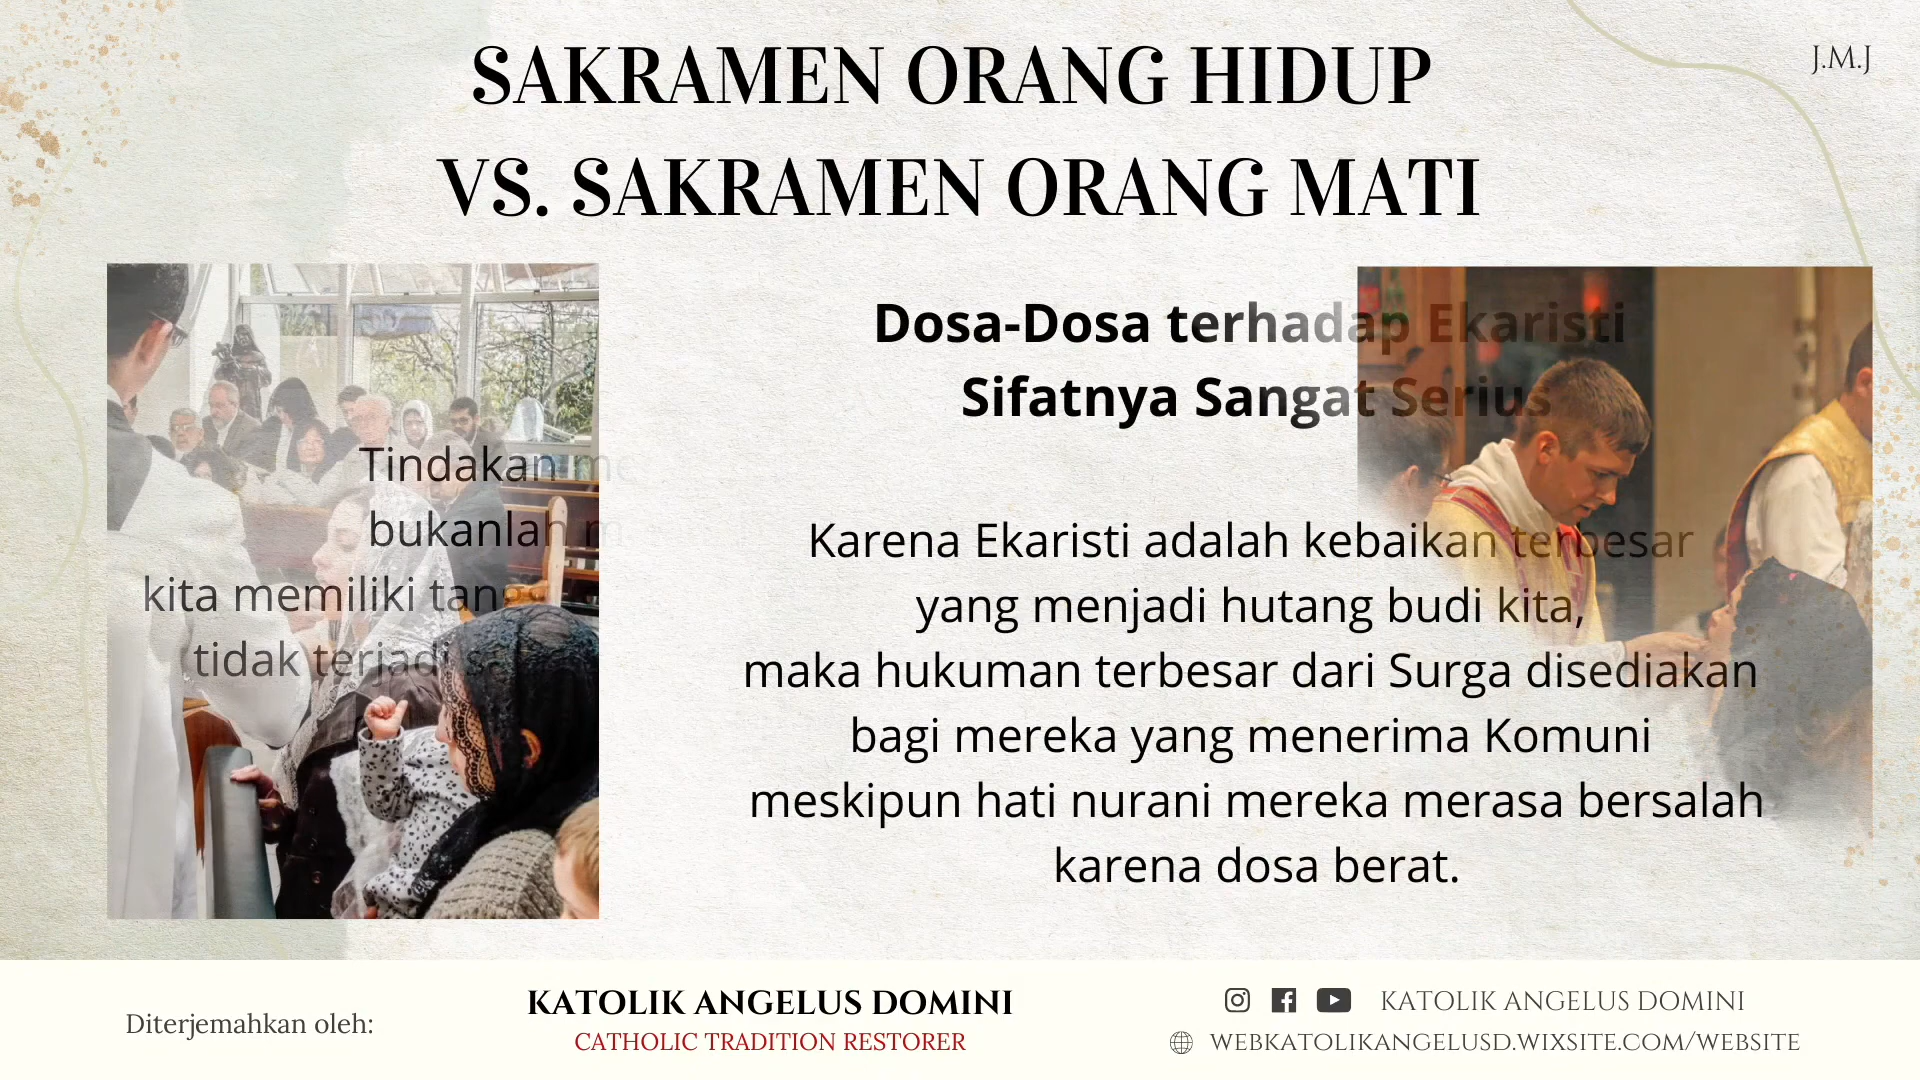 SAKRAMEN ORANG HIDUP
VS. SAKRAMEN ORANG MATI
J.M.J
Tindakan
bukanlah
kita memiliki
tidak terjadi
Dosa-Dosa terhadap Ekaristi
Sifatnya Sangat Serius
Karena Ekaristi adalah kebaikan terbesar
yang menjadi hutang budi kita,
maka hukuman terbesar dari Surga disediakan
bagi mereka yang menerima Komuni
meskipun hati nurani mereka merasa bersalah
karena dosa berat.
Diterjemahkan oleh:
KATOLIK ANGELUS DOMINI
CATHOLIC TRADITION RESTORER
KATOLIK ANGELUS DOMINI
WEBKATOLIKANGELUSD.WIXSITE.COM/WEBSITE